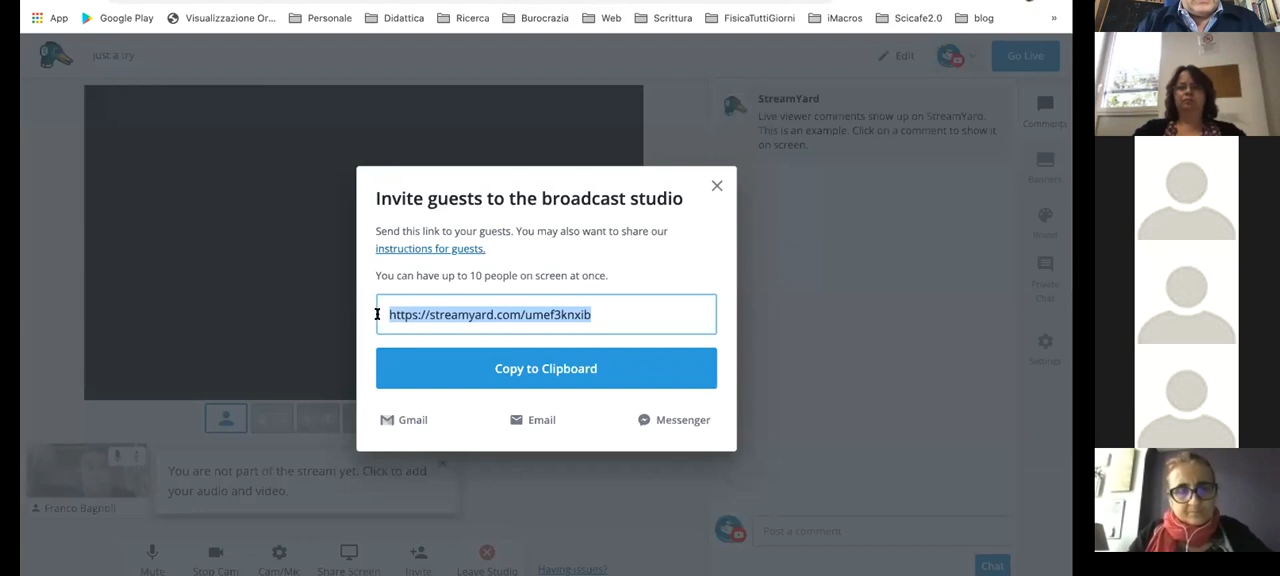 App Google Play Visualizzazione Or... Personale Didattica Ricerca Burocrazia Web Scrittura FisicaTuttiGiorni iMacros Scicafe2.0 blog »
just a try Edit Go Live
StreamYard
Live viewer comments show up on StreamYard.
This is an example. Click on a comment to show it
on screen.
Comments
Banners
Brand
Private
Chat
Settings
Invite guests to the broadcast studio
Send this link to your guests. You may also want to share our
instructions for guests.
You can have up to 10 people on screen at once.
https://streamyard.com/umef3knxib
Copy to Clipboard
Gmail Email Messenger
You are not part of the stream yet. Click to add
your audio and video.
Franco Bagnoli
Post a comment
Mute Stop Cam Cam/Mic Share Screen Invite Leave Studio Having issues?
Chat